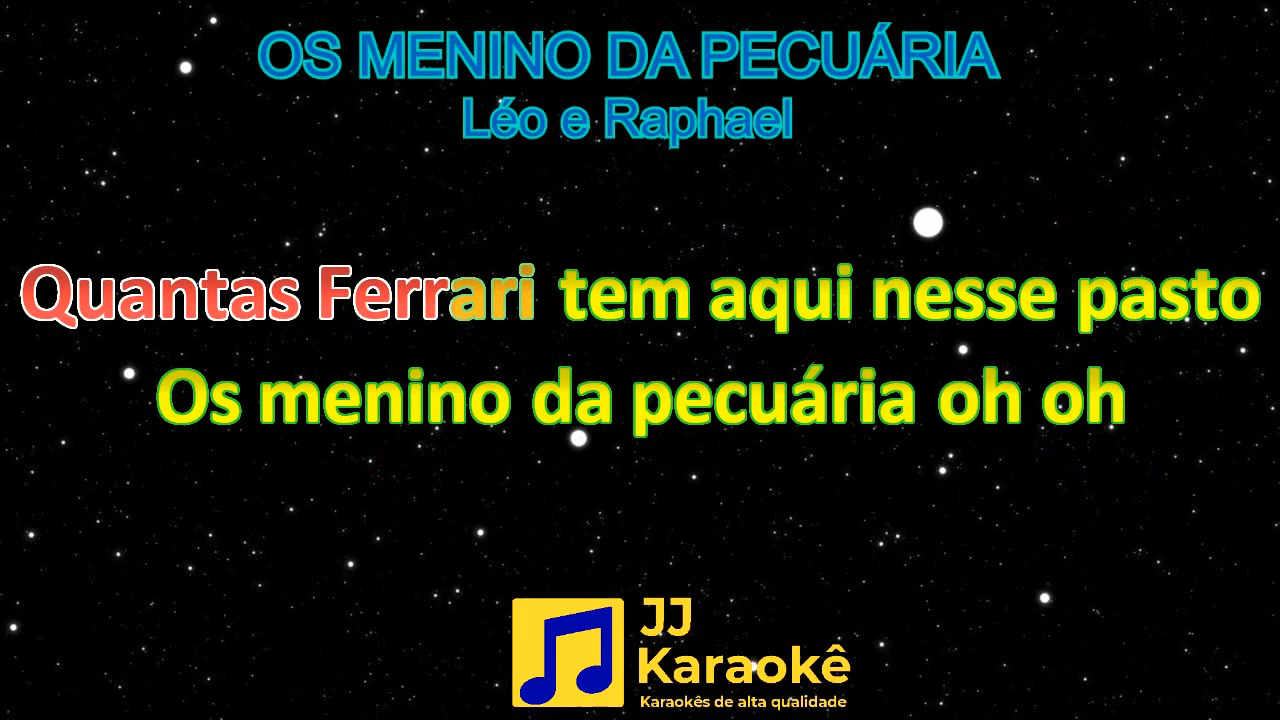 OS MENINO DA PECUÁRIA
Léo e Raphael
Quantas Ferrari tem aqui nesse pasto
Os menino da pecuária oh oh
JJ
Karaokê
Karaokês de alta qualidade